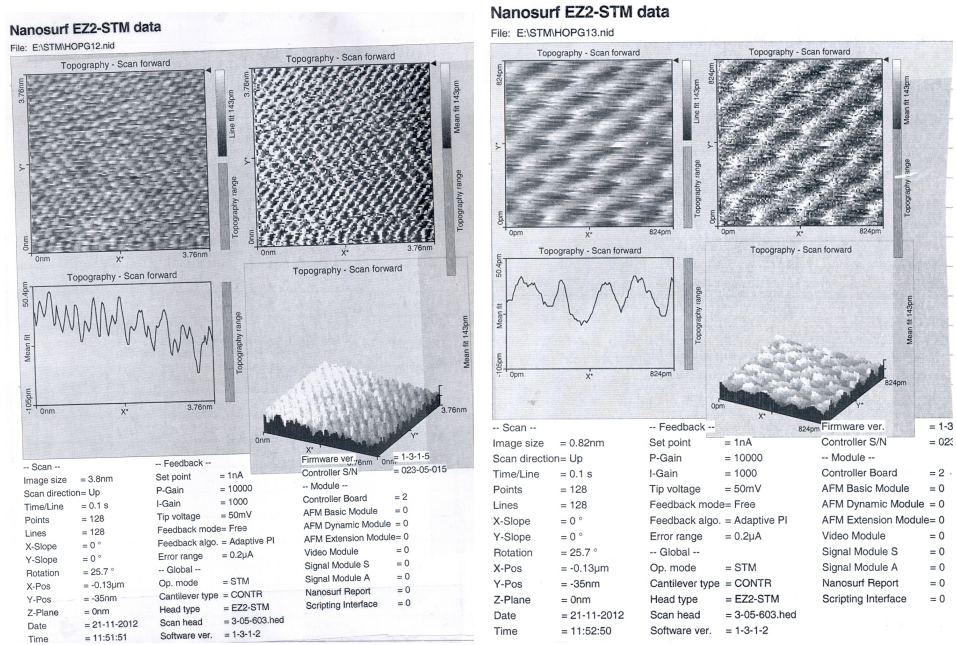 Nanosurf EZ2-STM data
File: E:\STM\HOPG12.nid
Topography - Scan forward
3.76nm
Y*
0nm
0nm
X*
3.76nm
Line fit 143pm
Topography range
Topography - Scan forward
3.76nm
Y*
0nm
0nm
X*
3.76nm
Mean fit 143pm
Topography range
Topography - Scan forward
50.4pm
Mean fit
-105pm
0nm
X*
3.76nm
Topography range
Topography - Scan forward
0nm
X*
3.76nm
0nm
Y*
3.76nm
Mean fit 143pm
-- Scan --
Image size = 3.8nm
Scan direction= Up
Time/Line = 0.1 s
Points = 128
Lines = 128
X-Slope = 0 °
Y-Slope = 0 °
Rotation = 25.7 °
X-Pos = -0.13µm
Y-Pos = -35nm
Z-Plane = 0nm
Date = 21-11-2012
Time = 11:51:51
-- Feedback --
Set point = 1nA
P-Gain = 10000
I-Gain = 1000
Tip voltage = 50mV
Feedback mode= Free
Feedback algo. = Adaptive PI
Error range = 0.2µA
-- Global --
Op. mode = STM
Cantilever type = CONTR
Head type = EZ2-STM
Scan head = 3-05-603.hed
Software ver. = 1-3-1-2
Firmware ver. = 1-3-1-5
Controller S/N = 023-05-015
-- Module --
Controller Board = 2
AFM Basic Module = 0
AFM Dynamic Module = 0
AFM Extension Module= 0
Video Module = 0
Signal Module S = 0
Signal Module A = 0
Nanosurf Report = 0
Scripting Interface = 0
Nanosurf EZ2-STM data
File: E:\STM\HOPG13.nid
Topography - Scan forward
824pm
Y*
0pm
0pm
X*
824pm
Line fit 143pm
Topography range
Topography - Scan forward
824pm
Y*
0pm
0pm
X*
824pm
Mean fit 143pm
Topography range
Topography - Scan forward
50.4pm
Mean fit
-105pm
0pm
X*
824pm
Topography range
Topography - Scan forward
0pm
X*
824pm
Y*
824pm
Mean fit 143pm
-- Scan --
Image size = 0.82nm
Scan direction= Up
Time/Line = 0.1 s
Points = 128
Lines = 128
X-Slope = 0 °
Y-Slope = 0 °
Rotation = 25.7 °
X-Pos = -0.13µm
Y-Pos = -35nm
Z-Plane = 0nm
Date = 21-11-2012
Time = 11:52:50
-- Feedback --
Set point = 1nA
P-Gain = 10000
I-Gain = 1000
Tip voltage = 50mV
Feedback mode= Free
Feedback algo. = Adaptive PI
Error range = 0.2µA
-- Global --
Op. mode = STM
Cantilever type = CONTR
Head type = EZ2-STM
Scan head = 3-05-603.hed
Software ver. = 1-3-1-2
Firmware ver. = 1-3
Controller S/N = 023
-- Module --
Controller Board = 2
AFM Basic Module = 0
AFM Dynamic Module = 0
AFM Extension Module= 0
Video Module = 0
Signal Module S = 0
Signal Module A = 0
Nanosurf Report = 0
Scripting Interface = 0